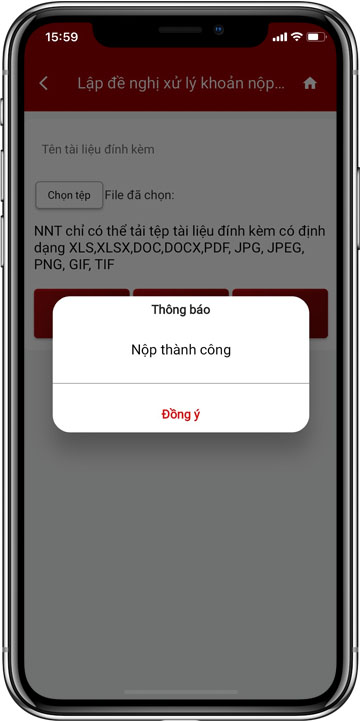 15:59
Lập đề nghị xử lý khoản nộp...
Tên tài liệu đính kèm
Chọn tệp File đã chọn:
NNT chỉ có thể tải tệp tài liệu đính kèm có định
dạng XLS,XLSX,DOC,DOCX,PDF, JPG, JPEG,
PNG, GIF, TIF
Thông báo
Nộp thành công
Đồng ý